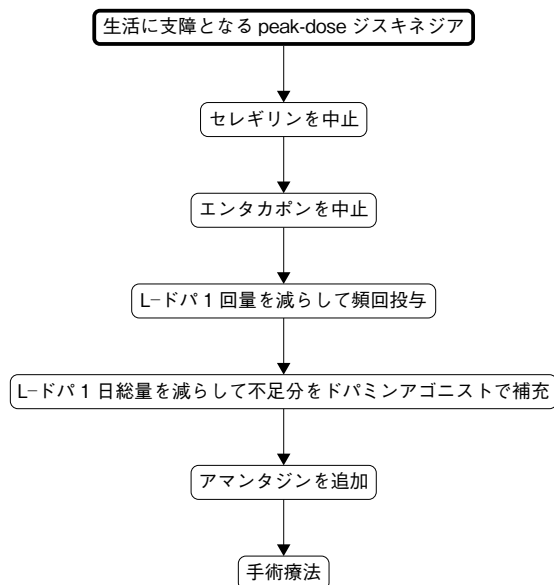 生活に支障となる peak-dose ジスキネジア
セレギリンを中止
エンタカポンを中止
L−ドパ 1 回量を減らして頻回投与
L−ドパ 1 日総量を減らして不足分をドパミンアゴニストで補充
アマンタジンを追加
手術療法